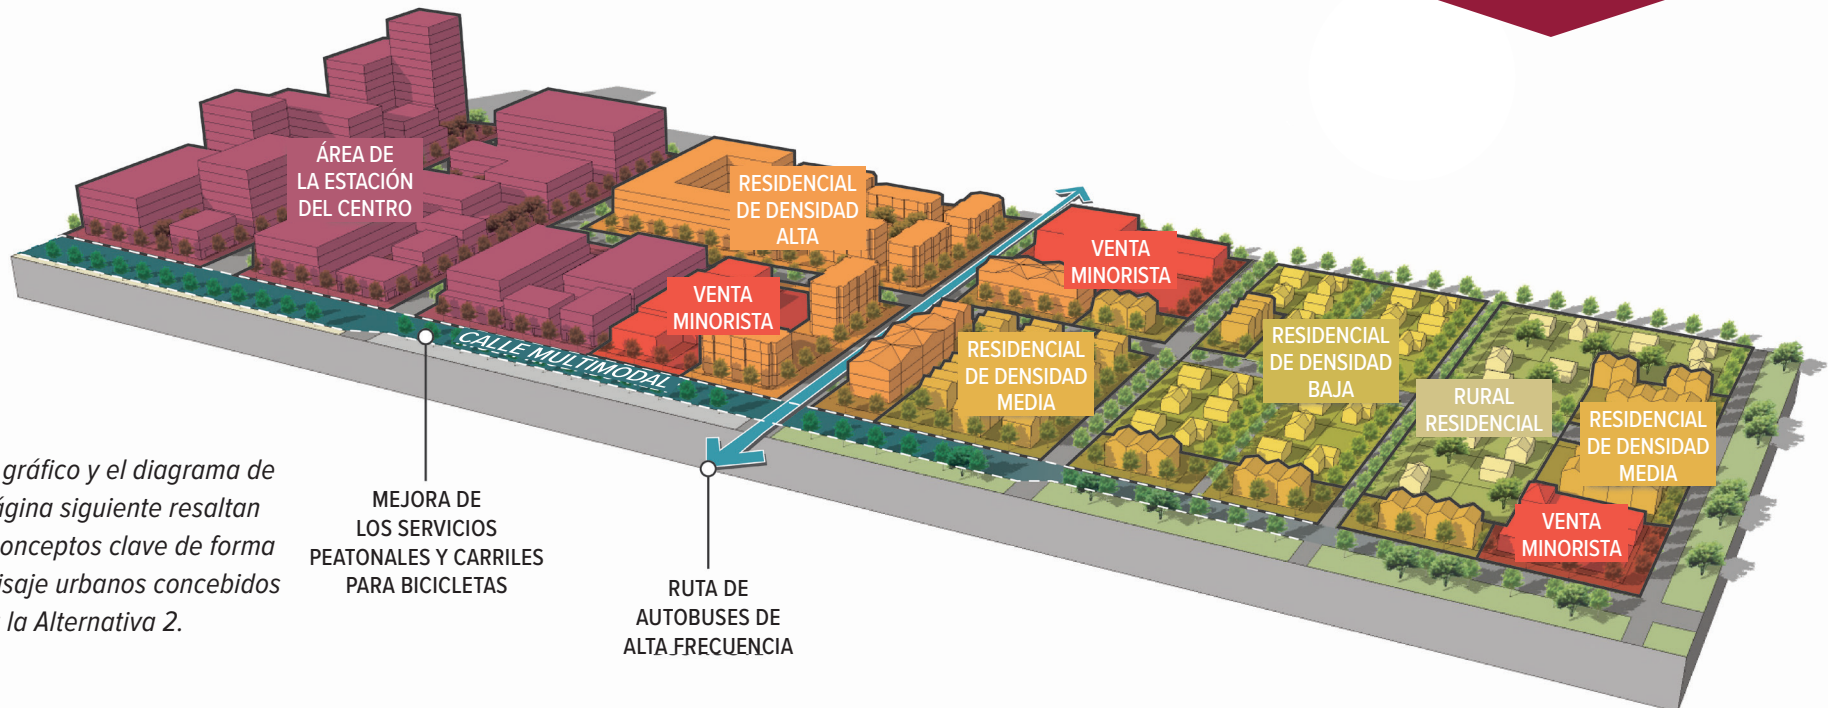 ÁREA DE
LA ESTACIÓN
DEL CENTRO
RESIDENCIAL
DE DENSIDAD
ALTA
VENTA
MINORISTA
VENTA
MINORISTA
CALLE MULTIMODAL
RESIDENCIAL
DE DENSIDAD
MEDIA
RESIDENCIAL
DE DENSIDAD
BAJA
RURAL
RESIDENCIAL
RESIDENCIAL
DE DENSIDAD
MEDIA
VENTA
MINORISTA
gráfico y el diagrama de
ágina siguiente resaltan
onceptos clave de forma
isaje urbanos concebidos
la Alternativa 2.
MEJORA DE
LOS SERVICIOS
PEATONALES Y CARRILES
PARA BICICLETAS
RUTA DE
AUTOBUSES DE
ALTA FRECUENCIA